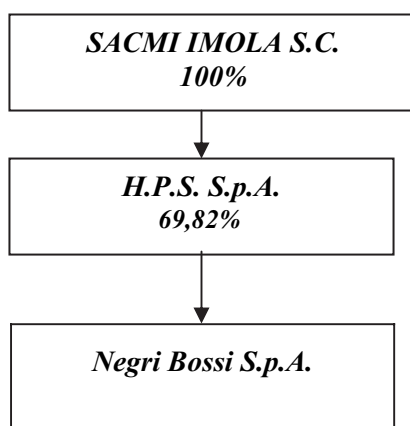 SACMI IMOLA S.C.
100%
H.P.S. S.p.A.
69,82%
Negri Bossi S.p.A.